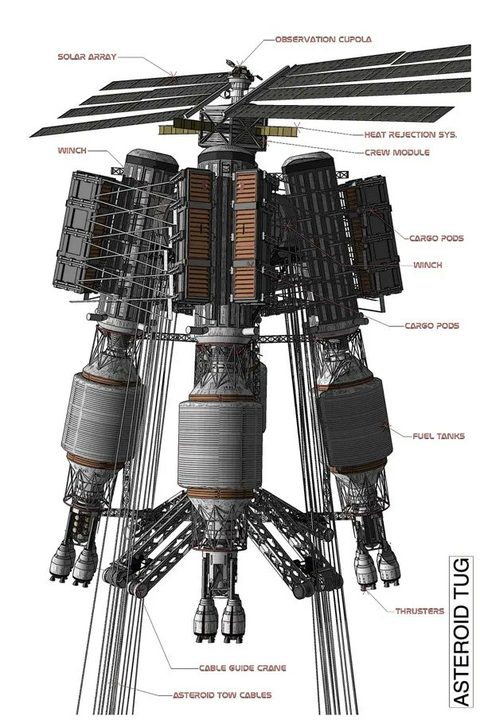 OBSERVATION CUPOLA
SOLAR ARRAY
HEAT REJECTION SYS.
WINCH
CREW MODULE
CARGO PODS
WINCH
CARGO PODS
FUEL TANKS
ASTEROID TUG
THRUSTERS
CABLE GUIDE CRANE
ASTEROID TOW CABLES